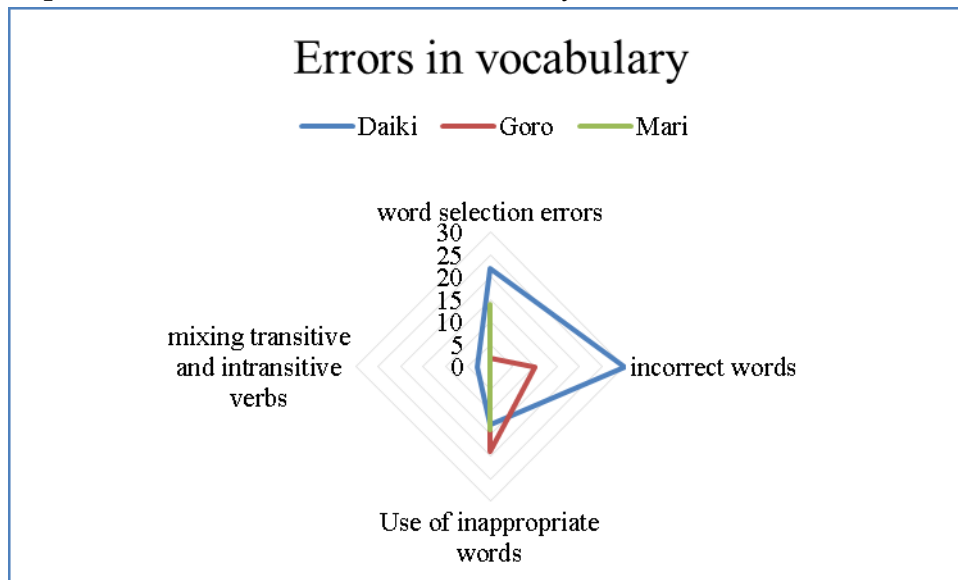 Errors in vocabulary
Daiki Goro Mari
word selection errors
30
25
20
15
10
5
0
mixing transitive
and intransitive
verbs
incorrect words
Use of inappropriate
words